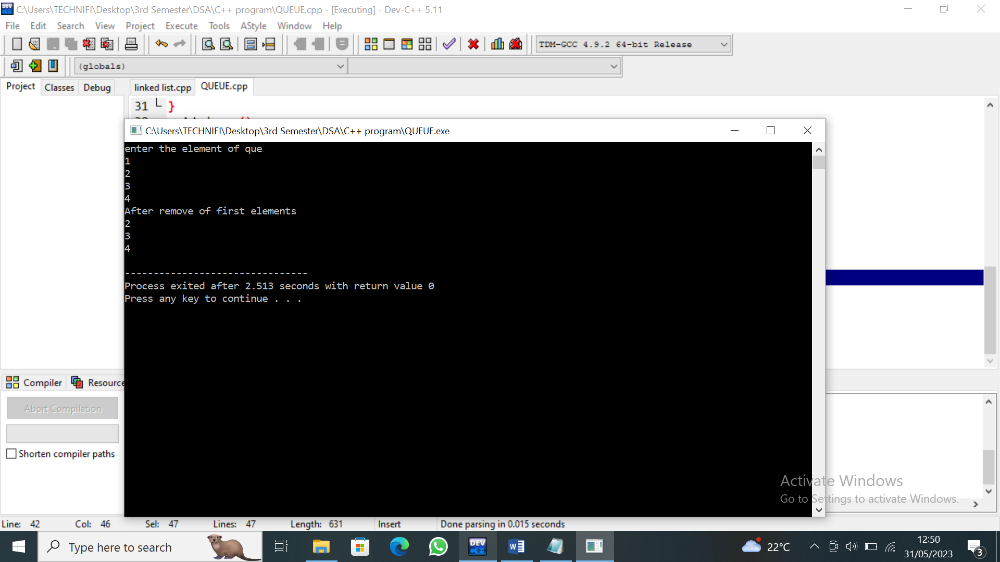 C:\Users\TECHNIFI\Desktop\3rd Semester\DSA\C++ program\QUEUE.cpp - [Executing] - Dev-C++ 5.11
File Edit Search View Project Execute Tools AStyle Window Help
TDM-GCC 4.9.2 64-bit Release
(globals)
Project Classes Debug linked list.cpp QUEUE.cpp
31 }
C:\Users\TECHNIFI\Desktop\3rd Semester\DSA\C++ program\QUEUE.exe
enter the element of que
1
2
3
4
After remove of first elements
2
3
4
--------------------------------
Process exited after 2.513 seconds with return value 0
Press any key to continue . . .
Compiler Resource
Abort Compilation
Shorten compiler paths
Activate Windows
Go to Settings to activate Windows.
Line: 42 Col: 46 Sel: 47 Lines: 47 Length: 631 Insert Done parsing in 0.015 seconds
Type here to search
DEV C++
W
22°C
12:50
31/05/2023
3